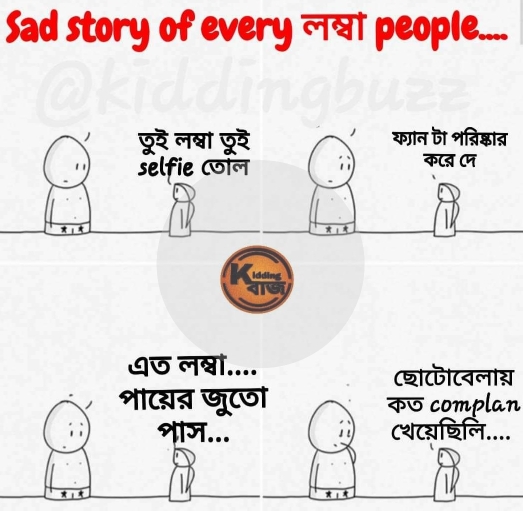 Sad story of every লম্বা people....
@kiddingbuzz
তুই লম্বা তুই
selfie তোল
ফ্যান টা পরিষ্কার
করে দে
Kidding
বাজ
এত লম্বা....
পায়ের জুতো
পাস...
ছোটোবেলায়
কত complan
খেয়েছিলি....